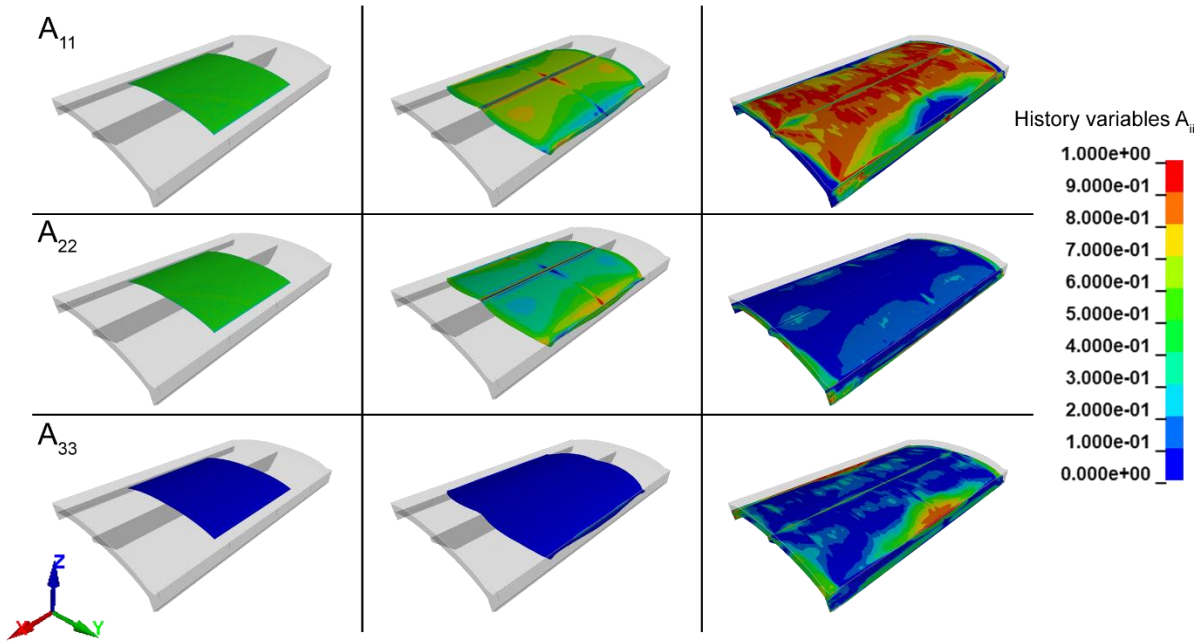 A₁₁
History variables Aᵢᵢ
1.000e+00
9.000e-01
8.000e-01
7.000e-01
6.000e-01
5.000e-01
4.000e-01
3.000e-01
2.000e-01
1.000e-01
0.000e+00
A₂₂
A₃₃
Z
X
Y